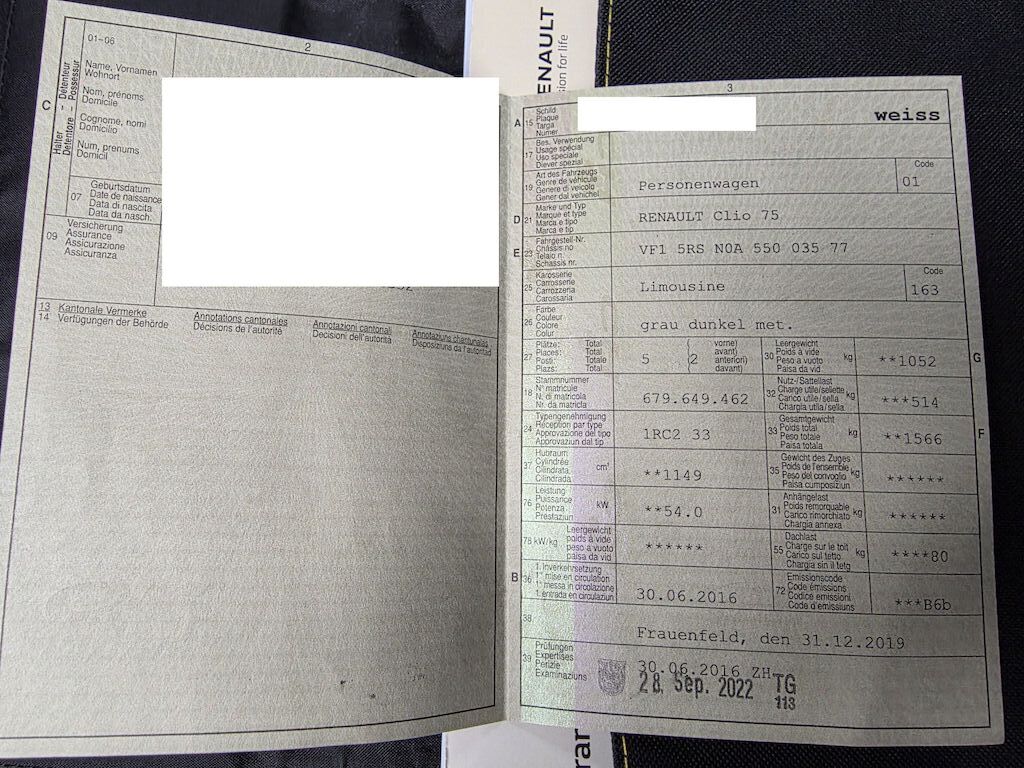 RENAULT
sion for life
2
01-06
Name, Vornamen
Wohnort
Nom, prénoms
Domicile
Cognome, nomi
Domicilio
Num, prenums
Domicil
C
Halter – Détenteur
Detentore – Possessur
07
Geburtsdatum
Date de naissance
Data di nascita
Data da nasch:
09
Versicherung
Assurance
Assicurazione
Assicuranza
13 Kantonale Vermerke Annotations cantonales Annotazioni cantonali Annotaziuns chantunalas
14 Verfügungen der Behörde Décisions de l'autorité Decisioni dell'autorità Disposiziuns da l'autoritad
3
A 15
Schild
Plaque
Targa
Numer
weiss
17
Bes. Verwendung
Usage spécial
Uso speciale
Diever spezial
19
Art des Fahrzeugs
Genre de véhicule
Genere di veicolo
Gener dal vehichel
Personenwagen
Code
01
D 21
Marke und Typ
Marque et type
Marca e tipo
Marca e tip
RENAULT Clio 75
E 23
Fahrgestell-Nr.
Châssis no
Telaio n.
Schassis nr.
VF1 5RS N0A 550 035 77
25
Karosserie
Carrosserie
Carrozzeria
Carossaria
Limousine
Code
163
26
Farbe
Couleur
Colore
Colur
grau dunkel met.
27
Plätze: Total
Places: Total
Posti: Totale
Plazs: Total
5 (2
vorne)
avant)
anteriori)
davant)
30
Leergewicht
Poids à vide
Peso a vuoto
Paisa da vid
kg
**1052
G
18
Stammnummer
N° matricule
N. di matricola
Nr. da matricla
679.649.462
32
Nutz-/Sattellast
Charge utile/sellette
Carico utile/sella
Chargia utila/sella
kg
***514
24
Typengenehmigung
Réception par type
Approvazione del tipo
Approvaziun dal tip
1RC2 33
33
Gesamtgewicht
Poids total
Peso totale
Paisa totala
kg
**1566
F
37
Hubraum
Cylindrée
Cilindrata
Cilindrada
cm³
**1149
35
Gewicht des Zuges
Poids de l'ensemble
Peso del convoglio
Paisa cumposiziun
kg
******
76
Leistung
Puissance
Potenza
Prestaziun
kW
**54.0
31
Anhängelast
Poids remorquable
Carico rimorchiato
Chargia annexa
kg
******
78 kW/kg
Leergewicht
poids à vide
peso a vuoto
paisa da vid
******
55
Dachlast
Charge sur le toit
Carico sul tetto
Chargia sin il tetg
kg
****80
B 36
1. Inverkehrsetzung
1re mise en circulation
1a messa in circolazione
1. entrada en circulaziun
30.06.2016
72
Emissionscode
Code émissions
Codice emissioni
Code d'emissiuns
***B6b
38
Frauenfeld, den 31.12.2019
39
Prüfungen
Expertises
Perizie
Examinaziuns
30.06.2016 ZH
28. Sep. 2022 TG
113